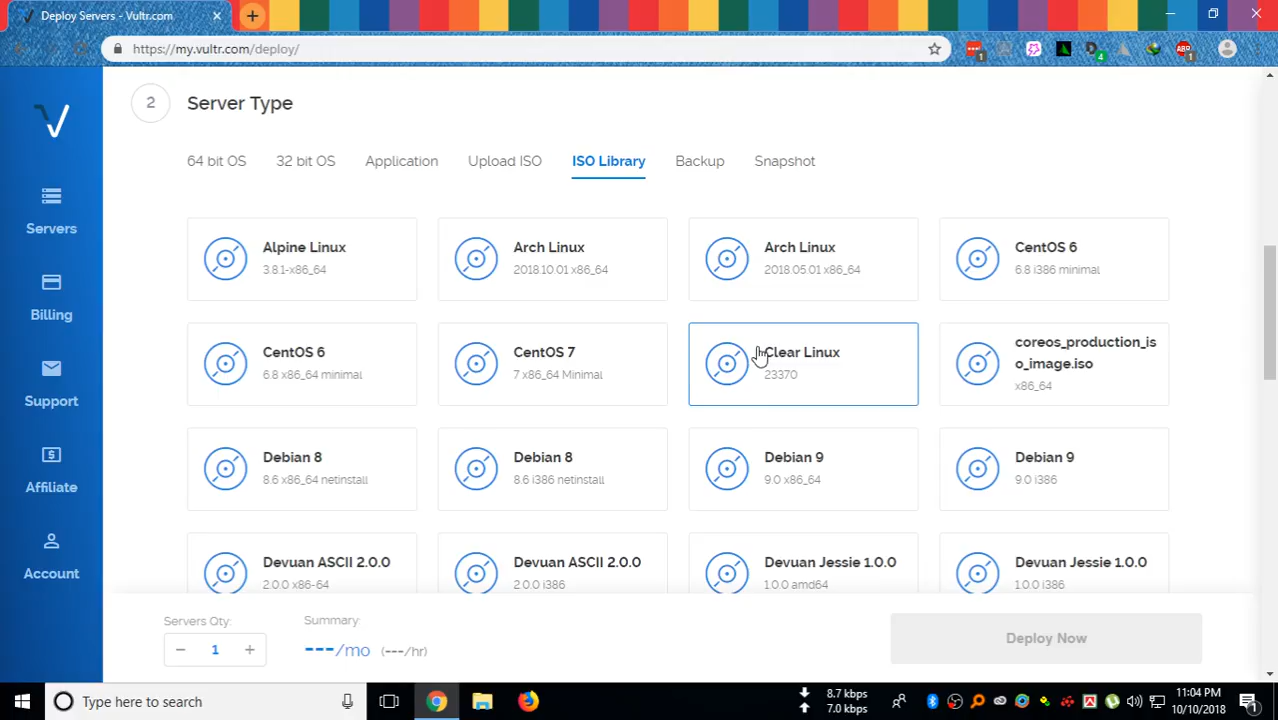 Deploy Servers - Vultr.com
https://my.vultr.com/deploy/
1
4
ABP
1
2
Server Type
64 bit OS
32 bit OS
Application
Upload ISO
ISO Library
Backup
Snapshot
Servers
Billing
Support
Affiliate
Account
Alpine Linux
3.8.1-x86_64
Arch Linux
2018.10.01 x86_64
Arch Linux
2018.05.01 x86_64
CentOS 6
6.8 i386 minimal
CentOS 6
6.8 x86_64 minimal
CentOS 7
7 x86_64 Minimal
Clear Linux
23370
coreos_production_is
o_image.iso
x86_64
Debian 8
8.6 x86_64 netinstall
Debian 8
8.6 i386 netinstall
Debian 9
9.0 x86_64
Debian 9
9.0 i386
Devuan ASCII 2.0.0
2.0.0 x86-64
Devuan ASCII 2.0.0
2.0.0 i386
Devuan Jessie 1.0.0
1.0.0 amd64
Devuan Jessie 1.0.0
1.0.0 i386
Servers Qty:
1
Summary:
---/mo (---/hr)
Deploy Now
Type here to search
8.7 kbps
7.0 kbps
11:04 PM
10/10/2018
1